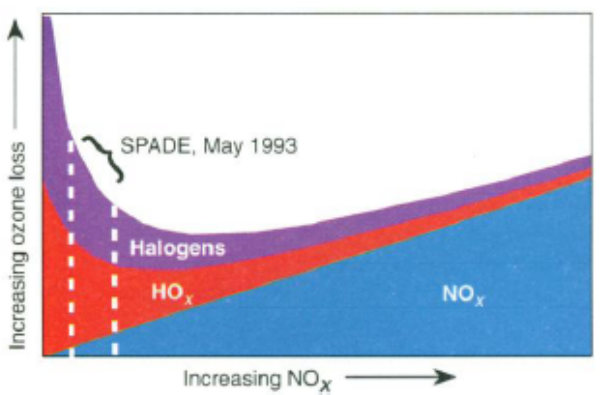 Increasing ozone loss
SPADE, May 1993
Halogens
HOx
NOx
Increasing NOx